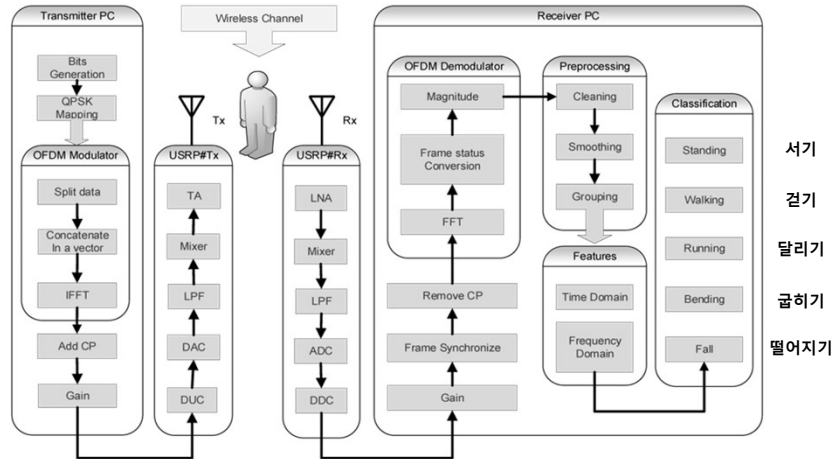 Transmitter PC
Bits
Generation
QPSK
Mapping
OFDM Modulator
Split data
Concatenate
In a vector
IFFT
Add CP
Gain
Wireless Channel
Tx
Rx
USRP#Tx
TA
Mixer
LPF
DAC
DUC
USRP#Rx
LNA
Mixer
LPF
ADC
DDC
Receiver PC
OFDM Demodulator
Magnitude
Frame status
Conversion
FFT
Remove CP
Frame Synchronize
Gain
Preprocessing
Cleaning
Smoothing
Grouping
Features
Time Domain
Frequency
Domain
Classification
Standing
Walking
Running
Bending
Fall
서기
걷기
달리기
굽히기
떨어지기